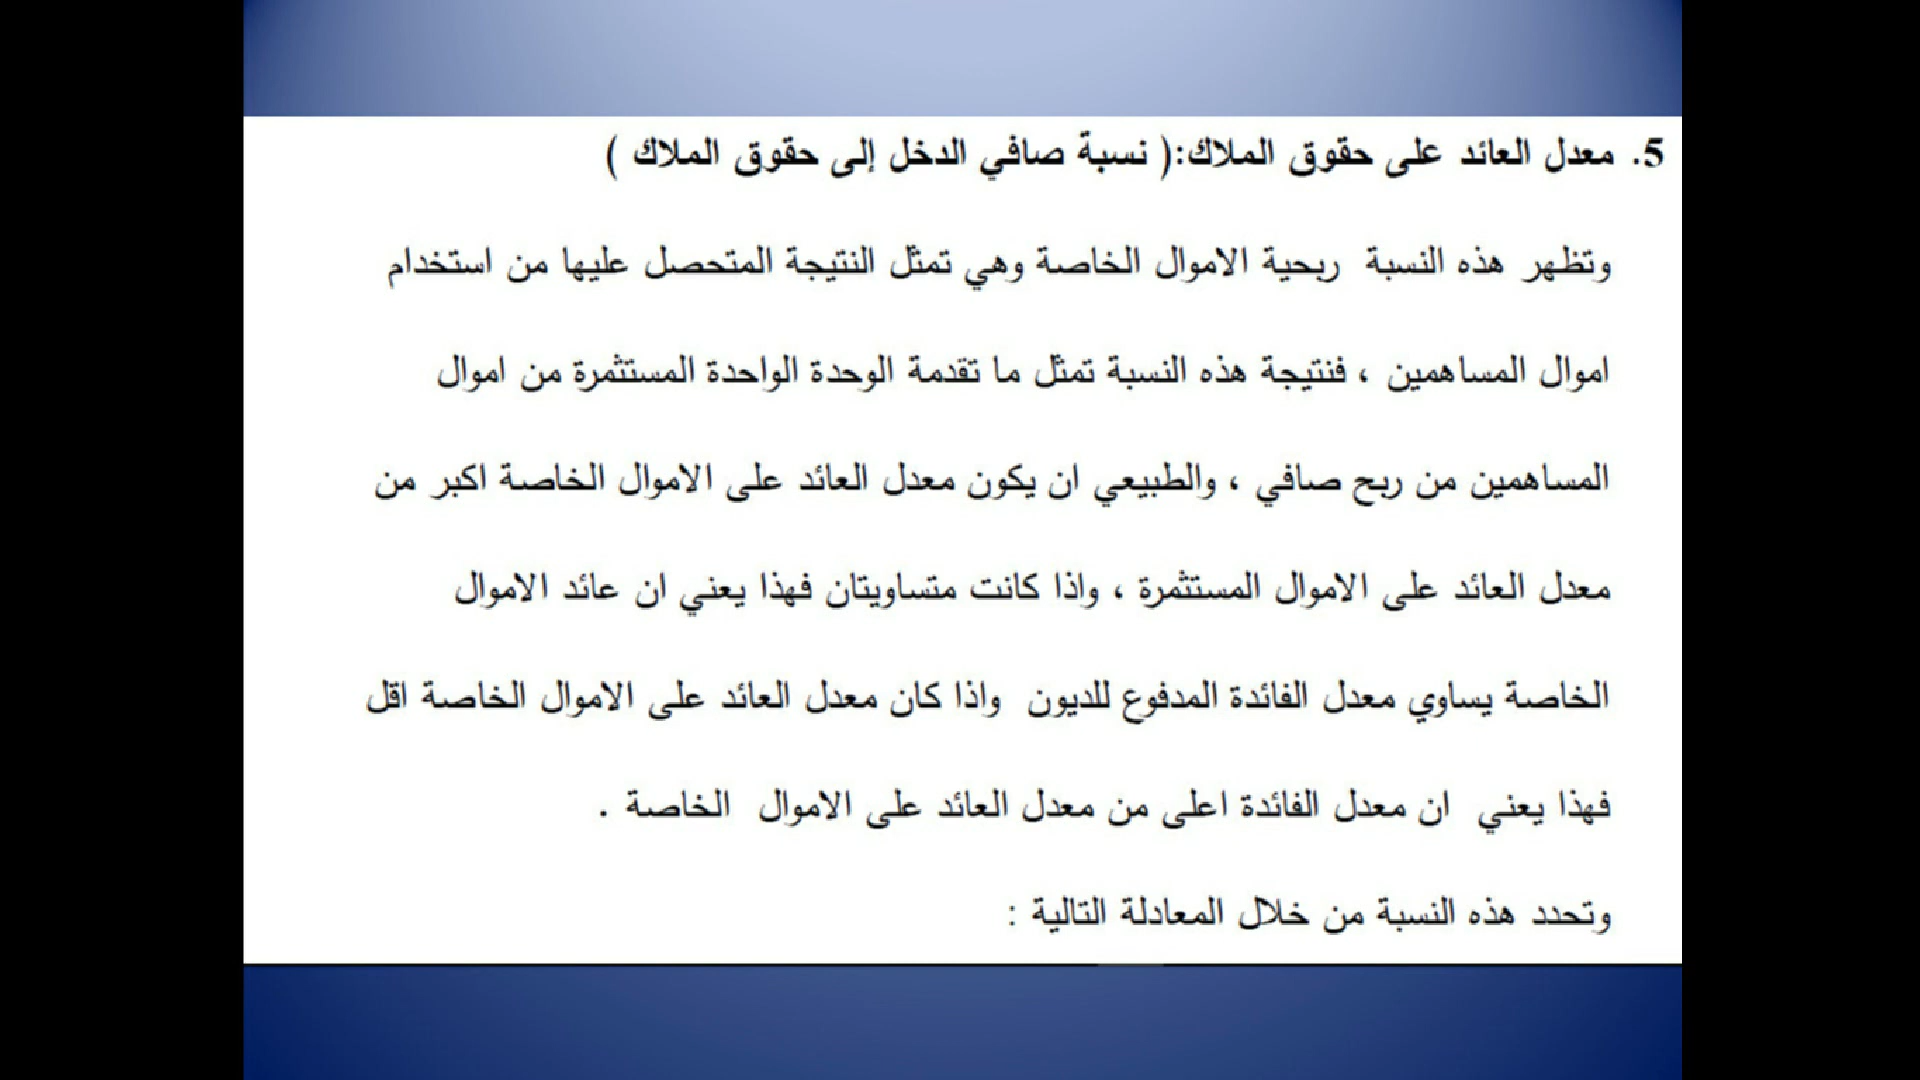 5. معدل العائد على حقوق الملاك:( نسبة صافي الدخل إلى حقوق الملاك )
وتظهر هذه النسبة ربحية الاموال الخاصة وهي تمثل النتيجة المتحصل عليها من استخدام
اموال المساهمين ، فنتيجة هذه النسبة تمثل ما تقدمة الوحدة الواحدة المستثمرة من اموال
المساهمين من ربح صافي ، والطبيعي ان يكون معدل العائد على الاموال الخاصة اكبر من
معدل العائد على الاموال المستثمرة ، واذا كانت متساويتان فهذا يعني ان عائد الاموال
الخاصة يساوي معدل الفائدة المدفوع للديون واذا كان معدل العائد على الاموال الخاصة اقل
فهذا يعني ان معدل الفائدة اعلى من معدل العائد على الاموال الخاصة .
وتحدد هذه النسبة من خلال المعادلة التالية :